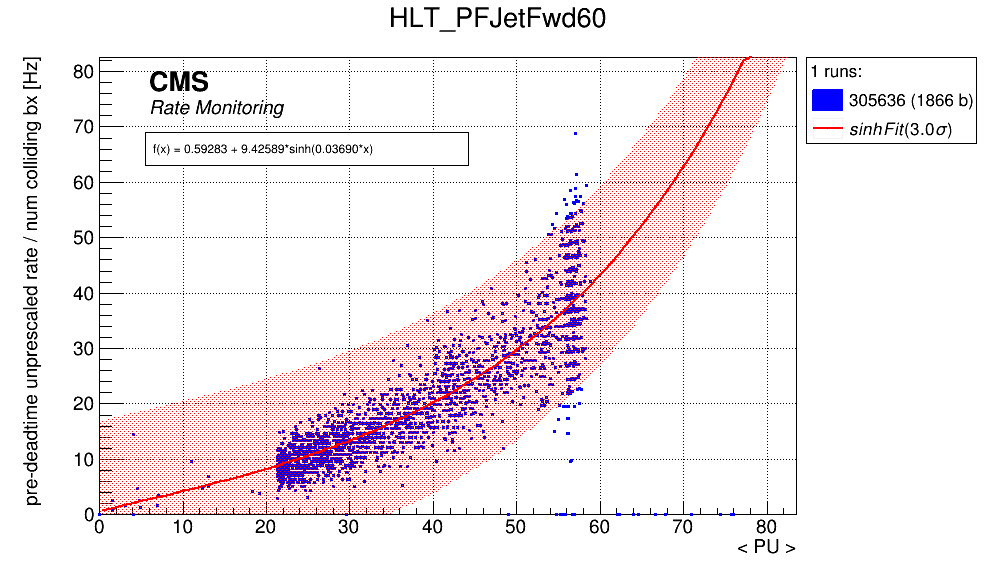 HLT_PFJetFwd60
pre-deadtime unprescaled rate / num colliding bx [Hz]
80
70
60
50
40
30
20
10
0
CMS
Rate Monitoring
f(x) = 0.59283 + 9.42589*sinh(0.03690*x)
1 runs:
305636 (1866 b)
sinhFit(3.0σ)
0 10 20 30 40 50 60 70 80
< PU >